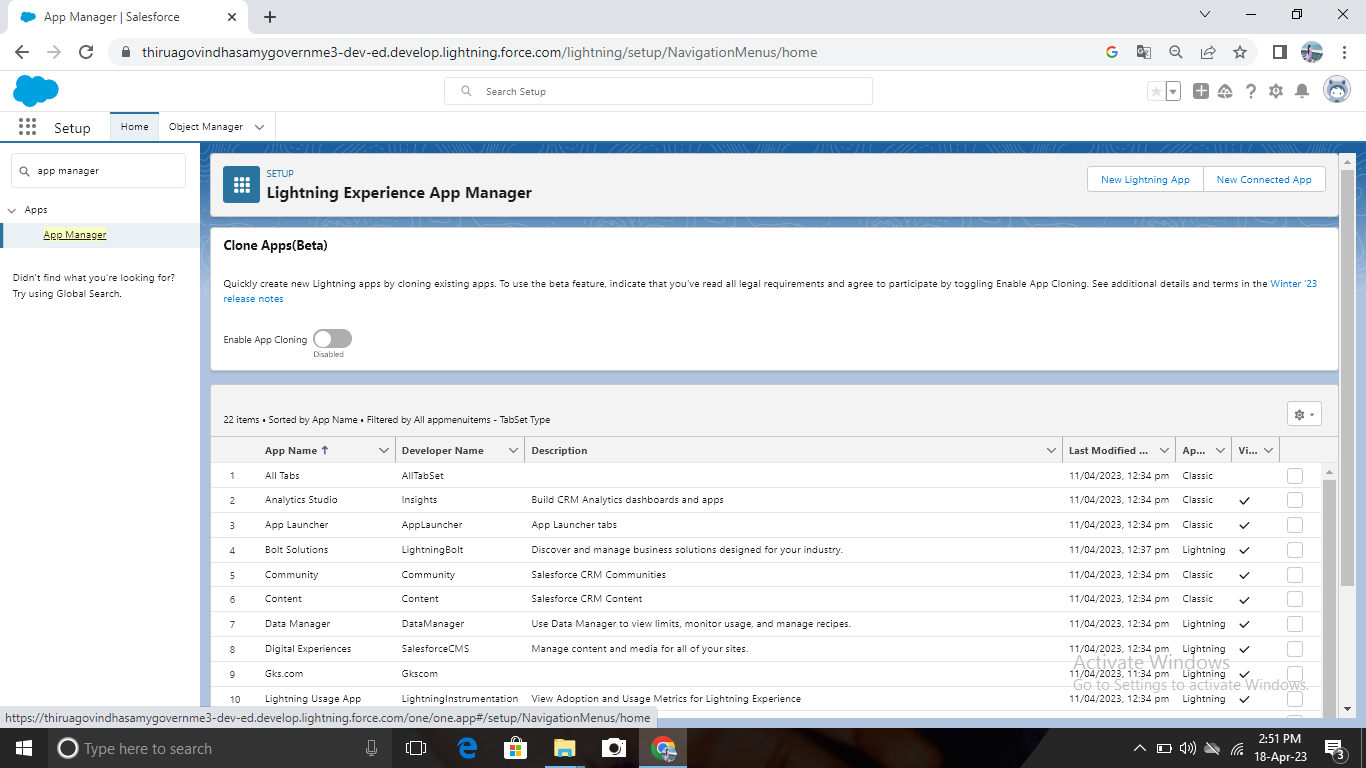 App Manager | Salesforce
thiruagovindhasamygovernme3-dev-ed.develop.lightning.force.com/lightning/setup/NavigationMenus/home
Search Setup
Setup
Home
Object Manager
app manager
Apps
App Manager
Didn't find what you're looking for?
Try using Global Search.
SETUP
Lightning Experience App Manager
New Lightning App
New Connected App
Clone Apps(Beta)
Quickly create new Lightning apps by cloning existing apps. To use the beta feature, indicate that you've read all legal requirements and agree to participate by toggling Enable App Cloning. See additional details and terms in the Winter '23
release notes
Enable App Cloning
Disabled
22 items • Sorted by App Name • Filtered by All appmenuitems - TabSet Type
App Name ↑ Developer Name Description Last Modified ... Ap... Vi...
1 All Tabs AllTabSet 11/04/2023, 12:34 pm Classic
2 Analytics Studio Insights Build CRM Analytics dashboards and apps 11/04/2023, 12:34 pm Classic
3 App Launcher AppLauncher App Launcher tabs 11/04/2023, 12:34 pm Classic
4 Bolt Solutions LightningBolt Discover and manage business solutions designed for your industry. 11/04/2023, 12:37 pm Lightning
5 Community Community Salesforce CRM Communities 11/04/2023, 12:34 pm Classic
6 Content Content Salesforce CRM Content 11/04/2023, 12:34 pm Classic
7 Data Manager DataManager Use Data Manager to view limits, monitor usage, and manage recipes. 11/04/2023, 12:34 pm Lightning
8 Digital Experiences SalesforceCMS Manage content and media for all of your sites. 11/04/2023, 12:34 pm Lightning
9 Gks.com Gkscom 11/04/2023, 11:34 pm Lightning
10 Lightning Usage App LightningInstrumentation View Adoption and Usage Metrics for Lightning Experience 11/04/2023, 12:34 pm Lightning
Activate Windows
Go to Settings to activate Windows.
https://thiruagovindhasamygovernme3-dev-ed.develop.lightning.force.com/one/one.app#/setup/NavigationMenus/home
Type here to search
2:51 PM
18-Apr-23
3